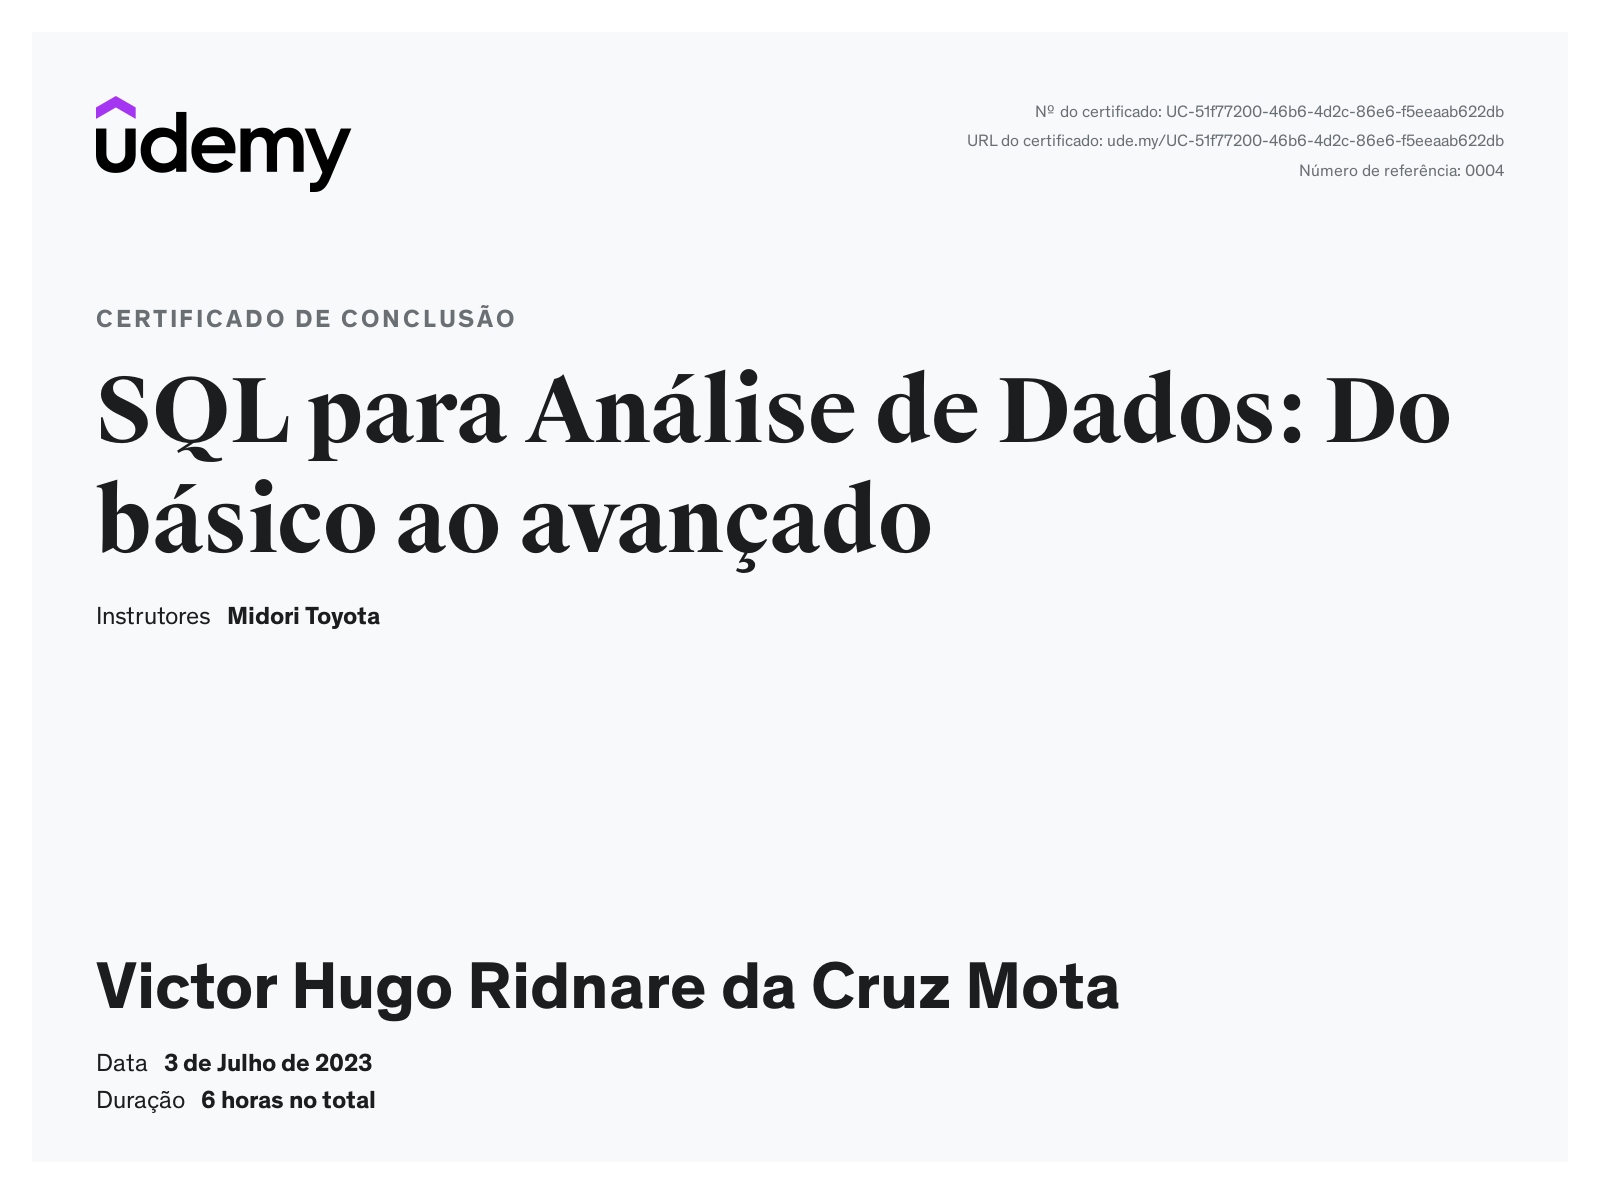 udemy
Nº do certificado: UC-51f77200-46b6-4d2c-86e6-f5eeaab622db
URL do certificado: ude.my/UC-51f77200-46b6-4d2c-86e6-f5eeaab622db
Número de referência: 0004
CERTIFICADO DE CONCLUSÃO
SQL para Análise de Dados: Do
básico ao avançado
Instrutores Midori Toyota
Victor Hugo Ridnare da Cruz Mota
Data 3 de Julho de 2023
Duração 6 horas no total